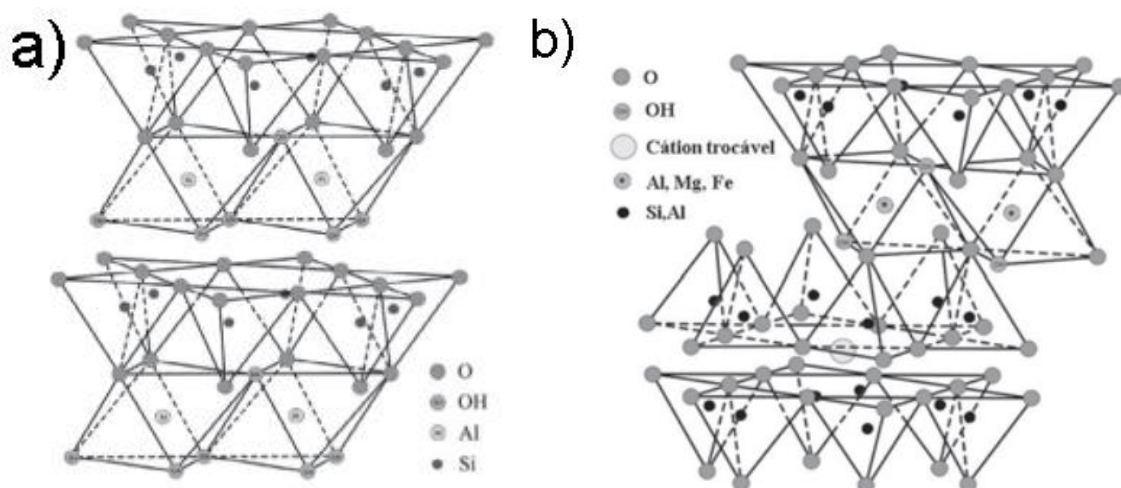 a)
O
OH
Al
Si
b)
O
OH
Cátion trocável
Al, Mg, Fe
Si,Al